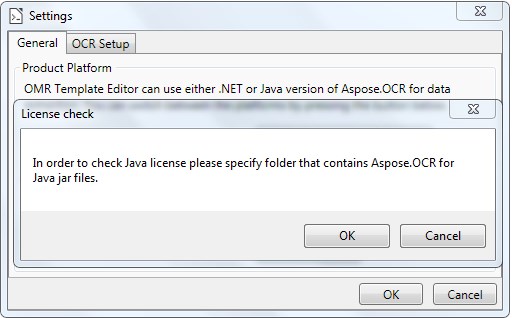 Settings
General
OCR Setup
Product Platform
OMR Template Editor can use either .NET or Java version of Aspose.OCR for data
License check
In order to check Java license please specify folder that contains Aspose.OCR for
Java jar files.
OK
Cancel
OK
Cancel